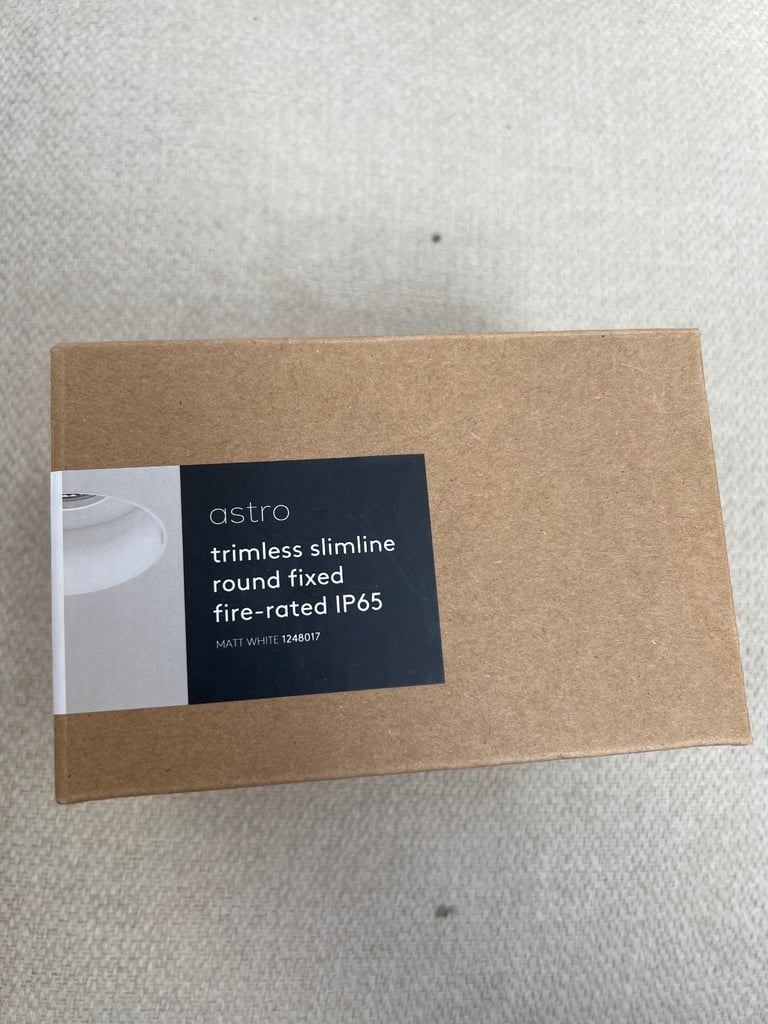 astro
trimless slimline
round fixed
fire-rated IP65
MATT WHITE 1248017